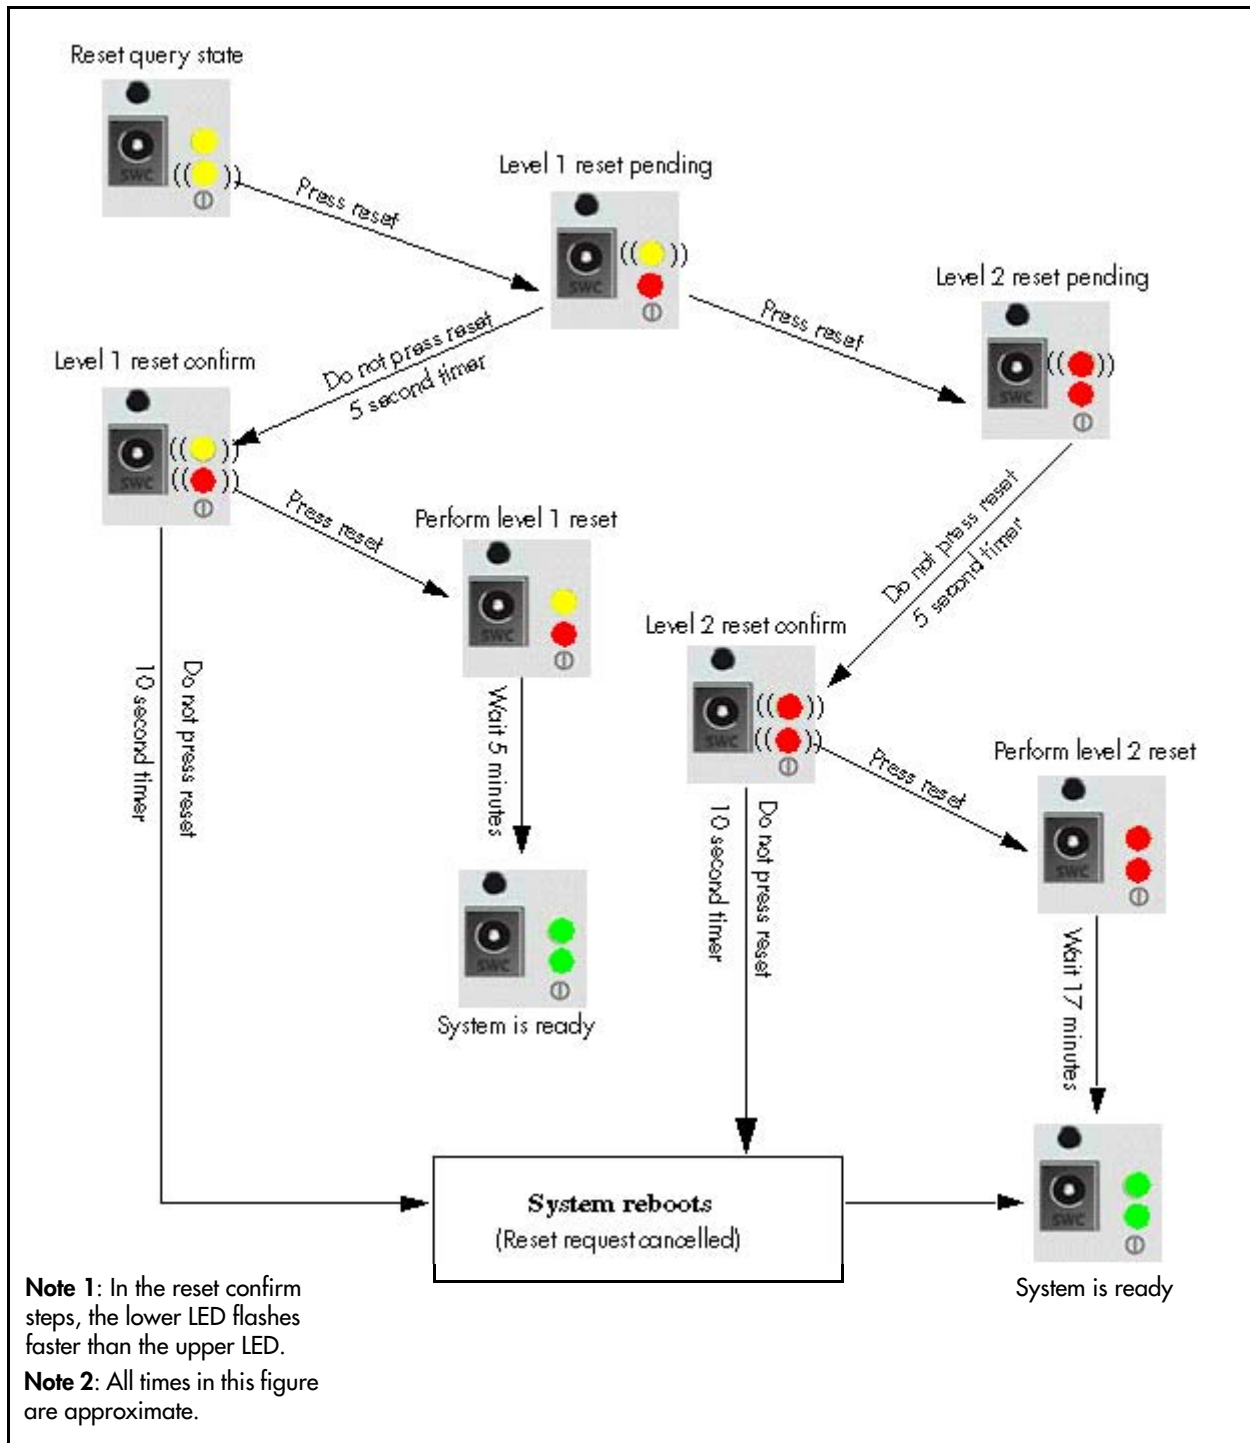 Reset query state
SWC
Press reset
Level 1 reset pending
SWC
Press reset
Level 2 reset pending
SWC
Do not press reset
5 second timer
Level 1 reset confirm
SWC
Press reset
Do not press reset
5 second timer
Perform level 1 reset
SWC
Level 2 reset confirm
SWC
Do not press reset
10 second timer
Wait 5 minutes
Press reset
Perform level 2 reset
SWC
Do not press reset
10 second timer
SWC
System is ready
Wait 17 minutes
System reboots
(Reset request cancelled)
SWC
System is ready
Note 1: In the reset confirm
steps, the lower LED flashes
faster than the upper LED.
Note 2: All times in this figure
are approximate.